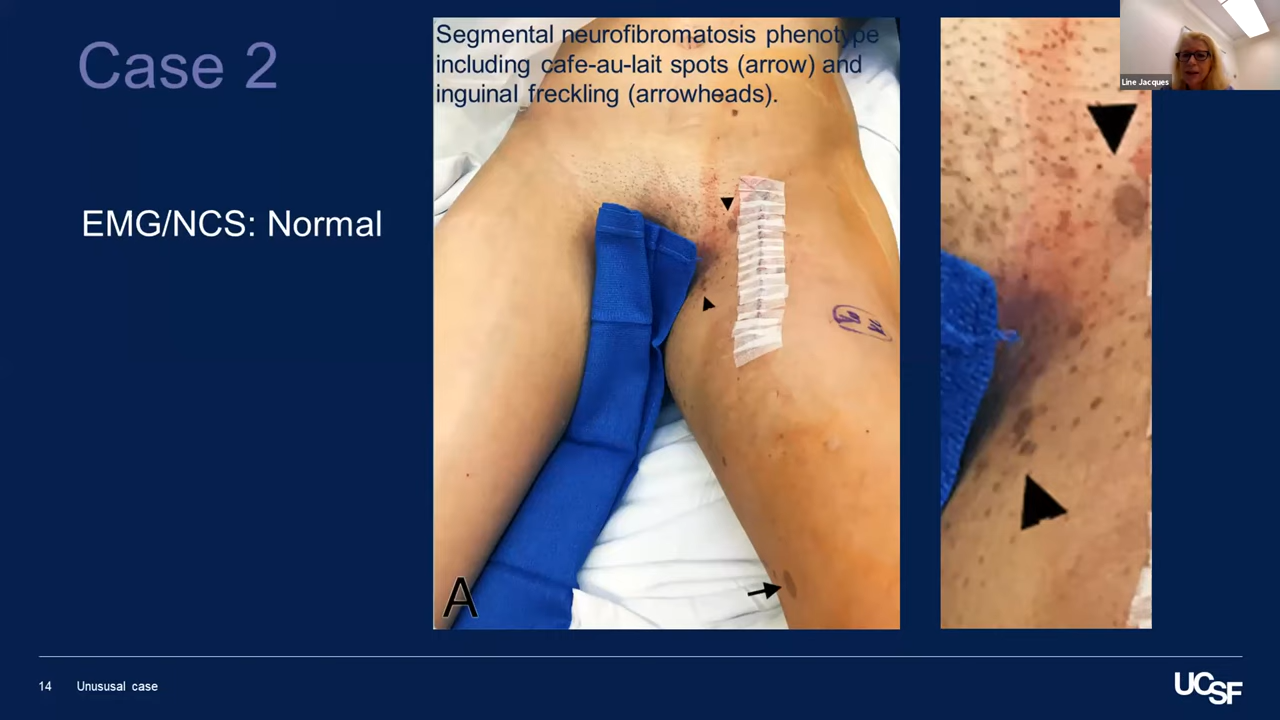 Case 2
Segmental neurofibromatosis phenotype
including cafe-au-lait spots (arrow) and
inguinal freckling (arrowheads).
Line Jacques
EMG/NCS: Normal
A
14 Unususal case
UCSF